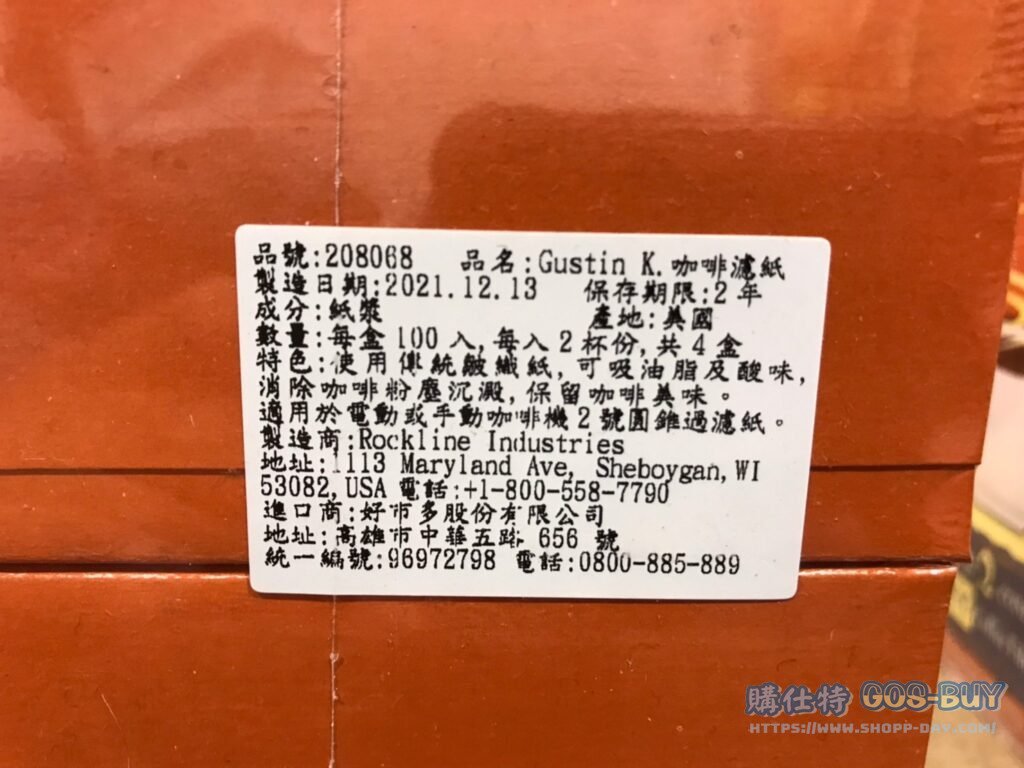 品號:208068 品名:Gustin K. 咖啡濾紙
製造日期:2021.12.13 保存期限:2年
成分:紙漿 產地:美國
數量:每盒100入,每入2杯份,共4盒
特色:使用傳統皺織紙,可吸油脂及酸味,
消除咖啡粉塵沉澱,保留咖啡美味。
適用於電動或手動咖啡機2號圓錐過濾紙。
製造商:Rockline Industries
地址:1113 Maryland Ave, Sheboygan,WI
53082,USA 電話:+1-800-558-7790
進口商:好市多股份有限公司
地址:高雄市中華五路 656 號
統一編號:96972798 電話:0800-885-889
購仕特 GOS-BUY
HTTPS://WWW.SHOPP-DAY.COM/